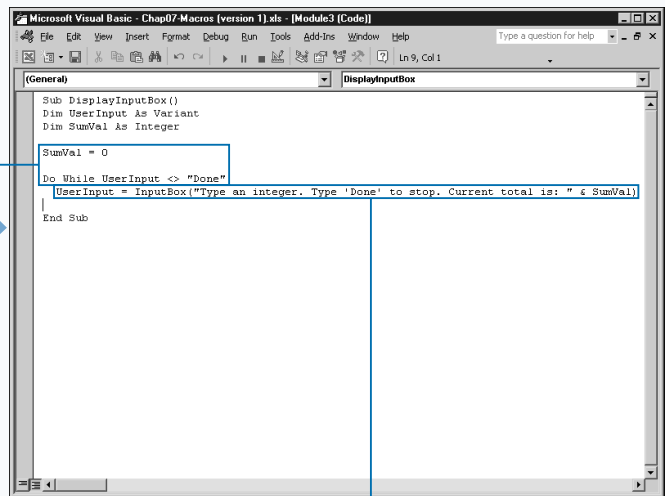 Microsoft Visual Basic - Chap07-Macros (version 1).xls - [Module3 (Code)]
File Edit View Insert Format Debug Run Tools Add-Ins Window Help Type a question for help
Ln 9, Col 1
(General) DisplayInputBox
Sub DisplayInputBox()
Dim UserInput As Variant
Dim SumVal As Integer
SumVal = 0
Do While UserInput <> "Done"
UserInput = InputBox("Type an integer. Type 'Done' to stop. Current total is: " & SumVal)
End Sub